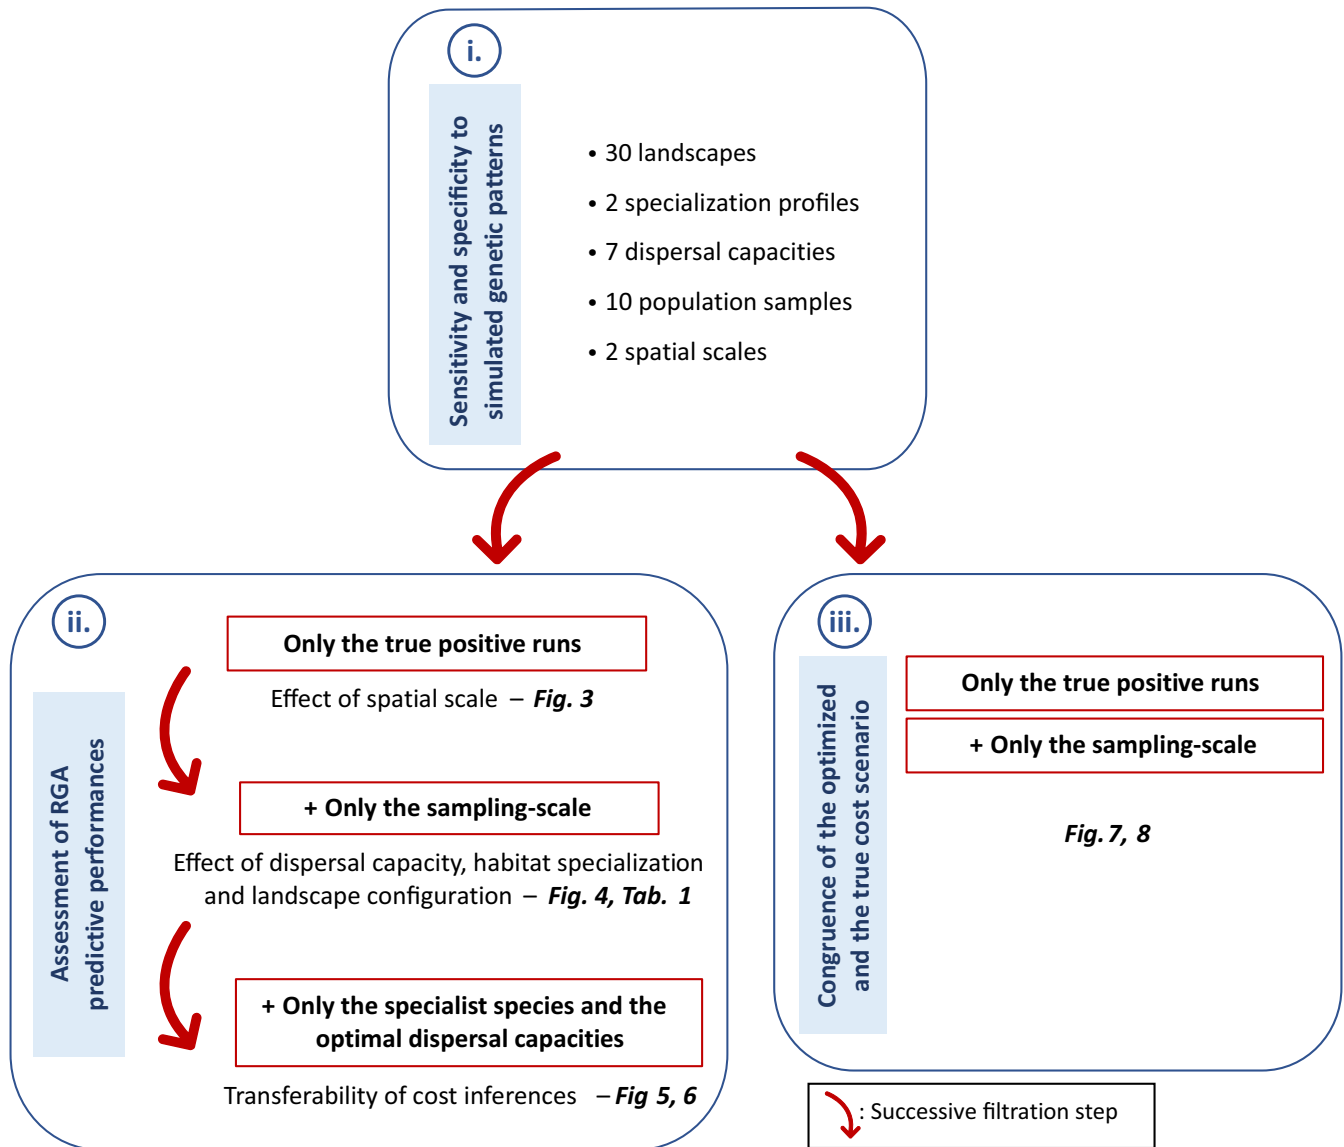 i.
Sensitivity and specificity to
simulated genetic patterns
• 30 landscapes
• 2 specialization profiles
• 7 dispersal capacities
• 10 population samples
• 2 spatial scales
ii.
Assessment of RGA
predictive performances
Only the true positive runs
Effect of spatial scale – Fig. 3
+ Only the sampling-scale
Effect of dispersal capacity, habitat specialization
and landscape configuration – Fig. 4, Tab. 1
+ Only the specialist species and the
optimal dispersal capacities
Transferability of cost inferences – Fig 5, 6
iii.
Congruence of the optimized
and the true cost scenario
Only the true positive runs
+ Only the sampling-scale
Fig. 7, 8
: Successive filtration step